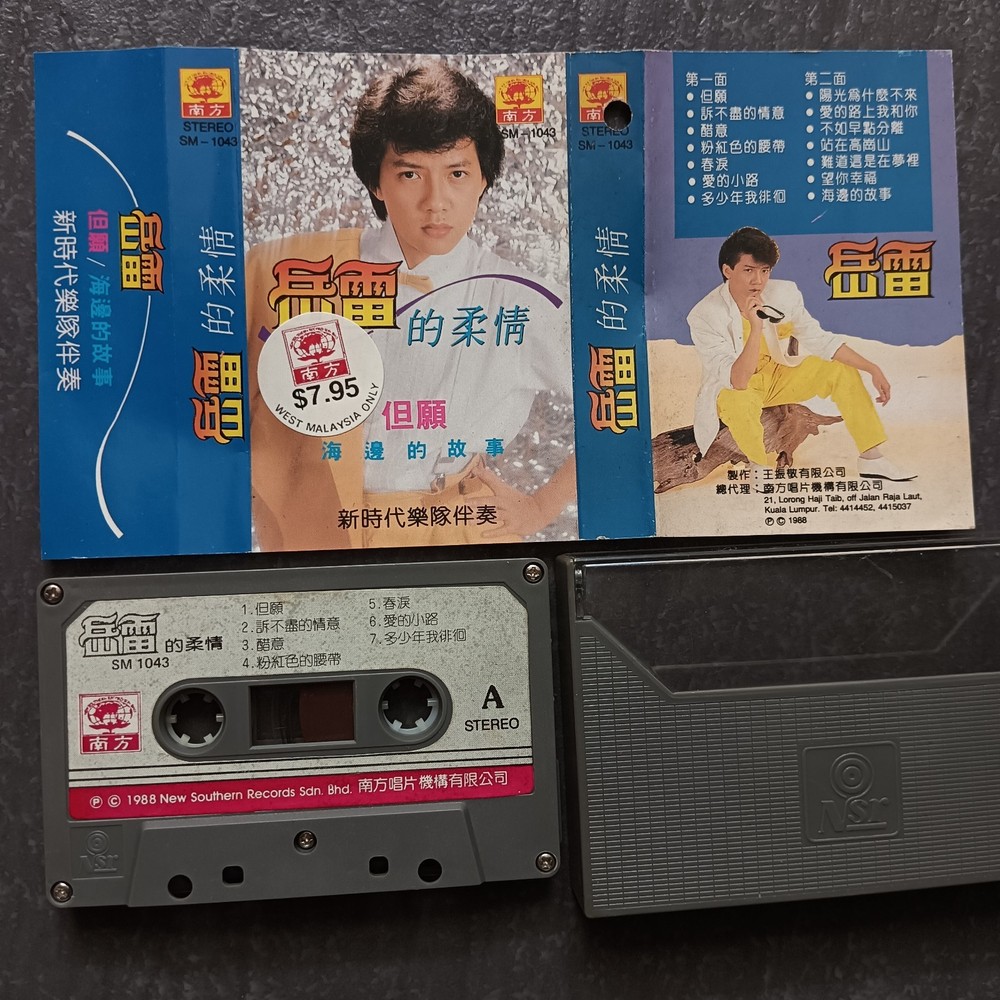 岳雷
但願/海邊的故事
新時代樂隊伴奏
南方
STEREO
SM-1043
岳雷的柔情
南方
SM-1043
岳雷
的柔情
南方
$7.95
WEST MALAYSIA ONLY
但願
海邊的故事
新時代樂隊伴奏
南方
STEREO
SM-1043
岳雷的柔情
第一面
• 但願
• 訴不盡的情意
• 醋意
• 粉紅色的腰帶
• 春淚
• 愛的小路
• 多少年我徘徊
第二面
• 陽光為什麼不來
• 愛的路上我和你
• 不如早點分離
• 站在高崗山
• 難道這是在夢裡
• 望你幸福
• 海邊的故事
岳雷
製作:王振敬有限公司
總代理:南方唱片機構有限公司
21, Lorong Haji Taib, off Jalan Raja Laut,
Kuala Lumpur. Tel: 4414452, 4415037
Ⓟ © 1988
岳雷的柔情
SM 1043
1.但願
2.訴不盡的情意
3.醋意
4.粉紅色的腰帶
5.春淚
6.愛的小路
7.多少年我徘徊
南方
A
STEREO
Ⓟ © 1988 New Southern Records Sdn. Bhd. 南方唱片機構有限公司
NSr
NSr